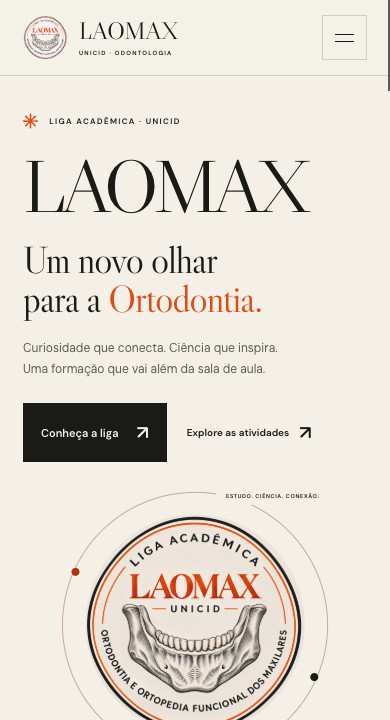 LAOMAX
UNICID · ODONTOLOGIA
LIGA ACADÊMICA · UNICID
LAOMAX
Um novo olhar
para a Ortodontia.
Curiosidade que conecta. Ciência que inspira.
Uma formação que vai além da sala de aula.
Conheça a liga
Explore as atividades
ESTUDO. CIÊNCIA. CONEXÃO.
LIGA ACADÊMICA
LAOMAX
UNICID
ORTODONTIA E ORTOPEDIA FUNCIONAL DOS MAXILARES